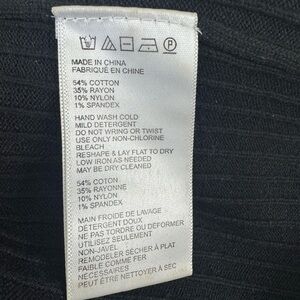 MADE IN CHINA
FABRIQUÉ EN CHINE
54% COTTON
35% RAYON
10% NYLON
1% SPANDEX
HAND WASH COLD
MILD DETERGENT
DO NOT WRING OR TWIST
USE ONLY NON-CHLORINE
BLEACH
RESHAPE & LAY FLAT TO DRY
LOW IRON AS NEEDED
MAY BE DRY CLEANED
54% COTON
35% RAYONNE
10% NYLON
1% SPANDEX
MAIN FROIDE DE LAVAGE
DETERGENT DOUX
NE PAS TORDRE OU DÉFORMER
UTILISEZ SEULEMENT
NON-JAVEL
REMODELER SÉCHER À PLAT
FAIBLE COMME FER
NÉCESSAIRES
PEUT ÊTRE NETTOYER À SEC